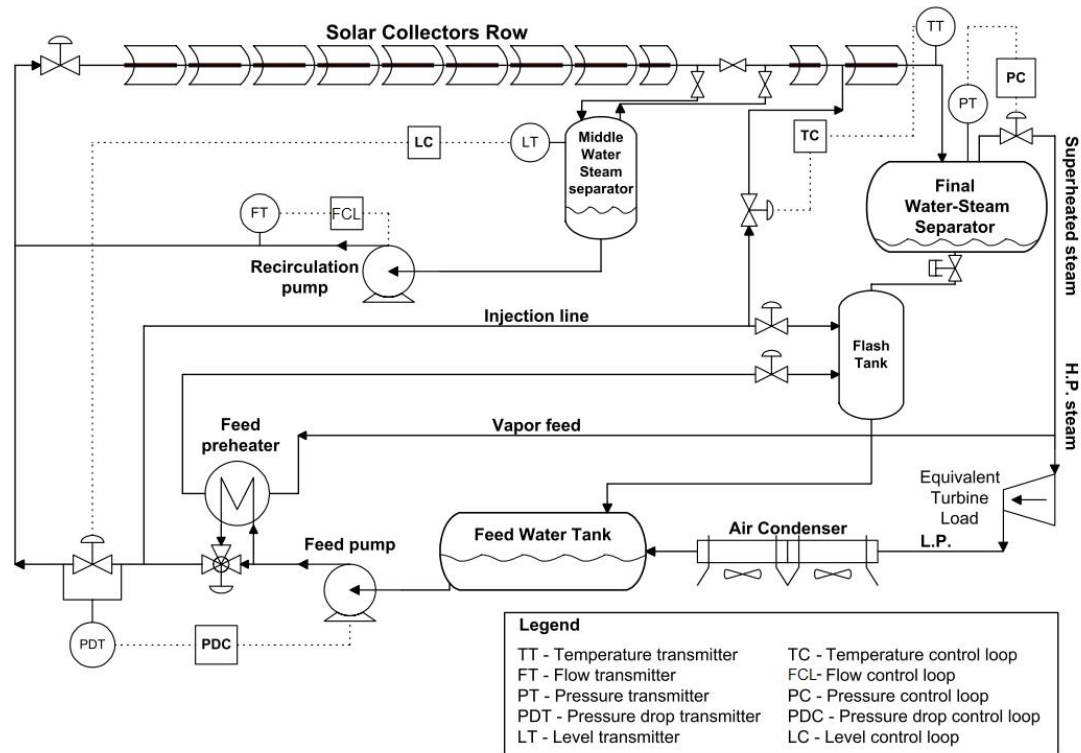 Solar Collectors Row
TT
PC
PT
LC
LT
TC
Middle
Water
Steam
separator
FT
FCL
Final
Water-Steam
Separator
Superheated steam
Recirculation
pump
Injection line
Flash
Tank
H.P. steam
Feed
preheater
Vapor feed
Equivalent
Turbine
Load
Feed pump
Feed Water Tank
Air Condenser
L.P.
PDT
PDC
Legend
TT - Temperature transmitter
FT - Flow transmitter
PT - Pressure transmitter
PDT - Pressure drop transmitter
LT - Level transmitter
TC - Temperature control loop
FCL- Flow control loop
PC - Pressure control loop
PDC - Pressure drop control loop
LC - Level control loop